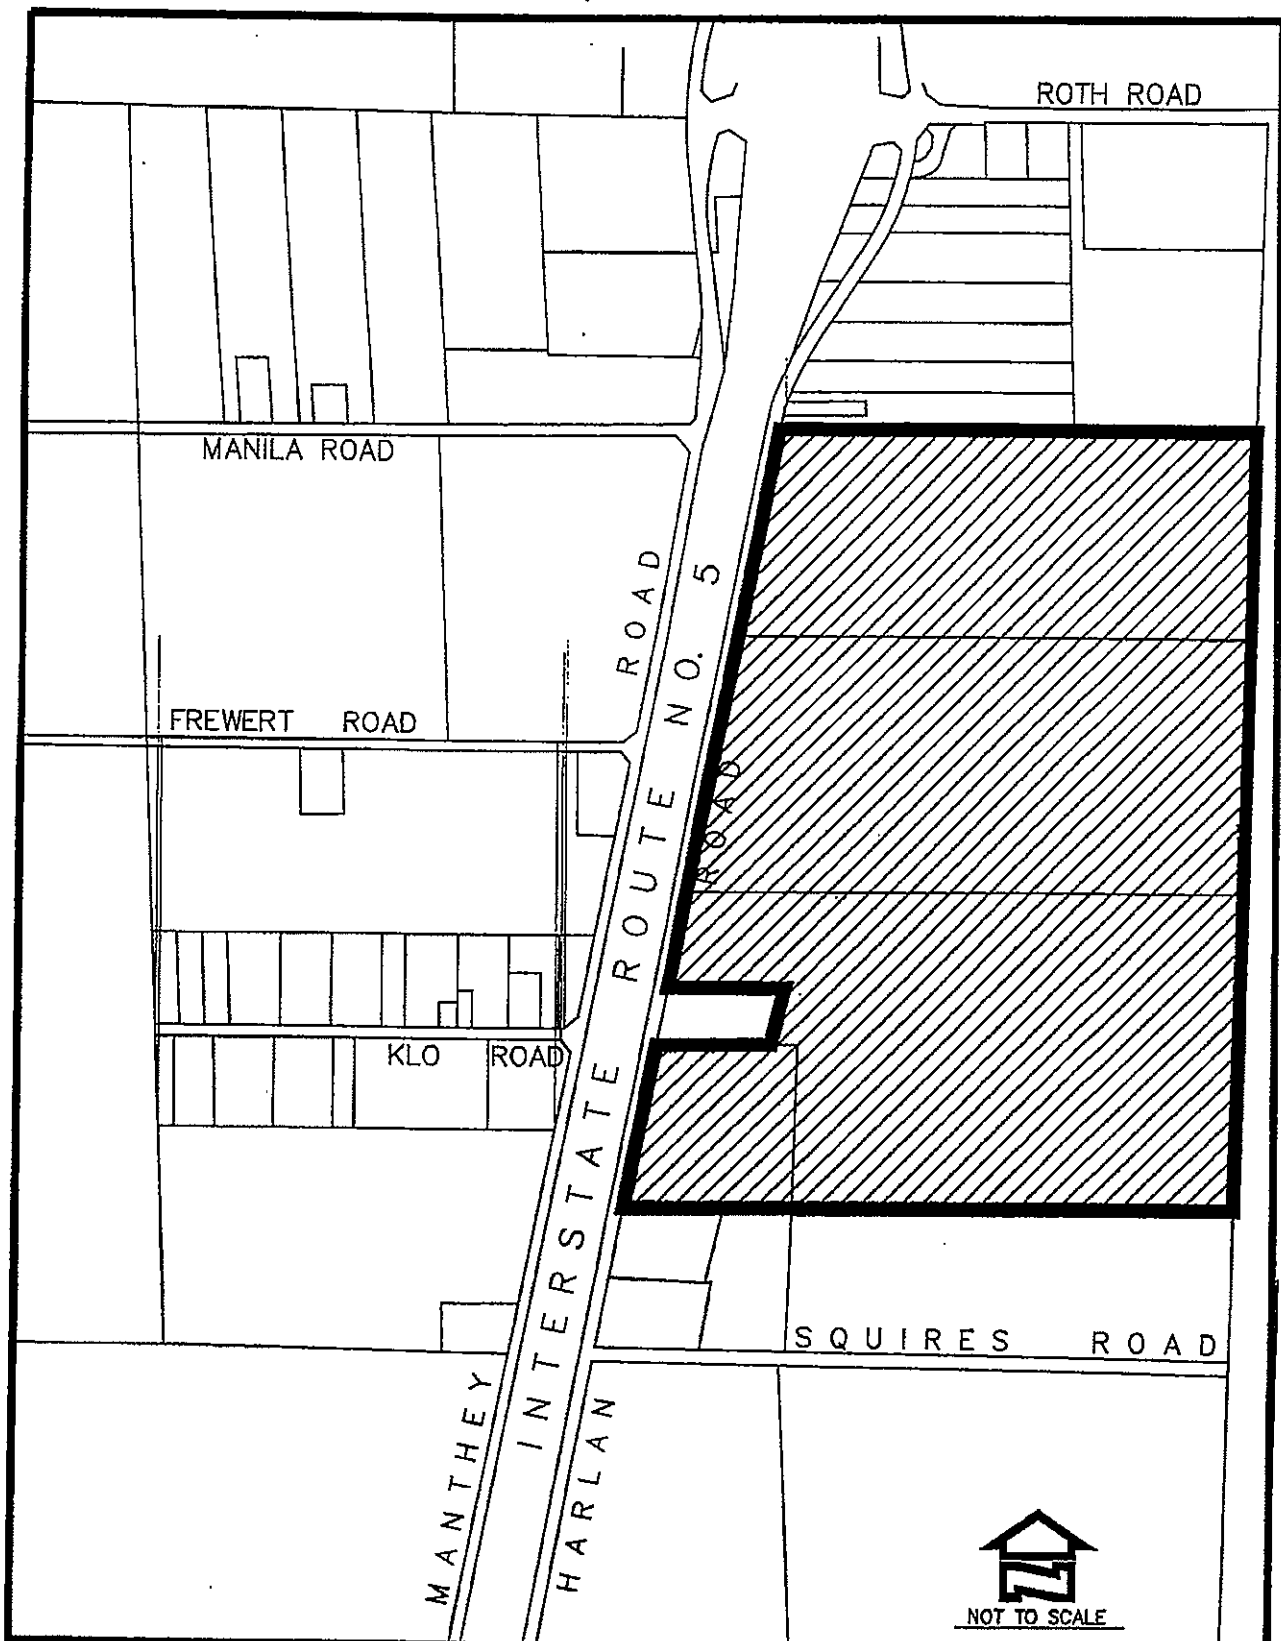 ROTH ROAD
MANILA ROAD
MANTHEY ROAD
INTERSTATE ROUTE NO. 5
HARLAN ROAD
FREWERT ROAD
KLO ROAD
SQUIRES ROAD
NOT TO SCALE